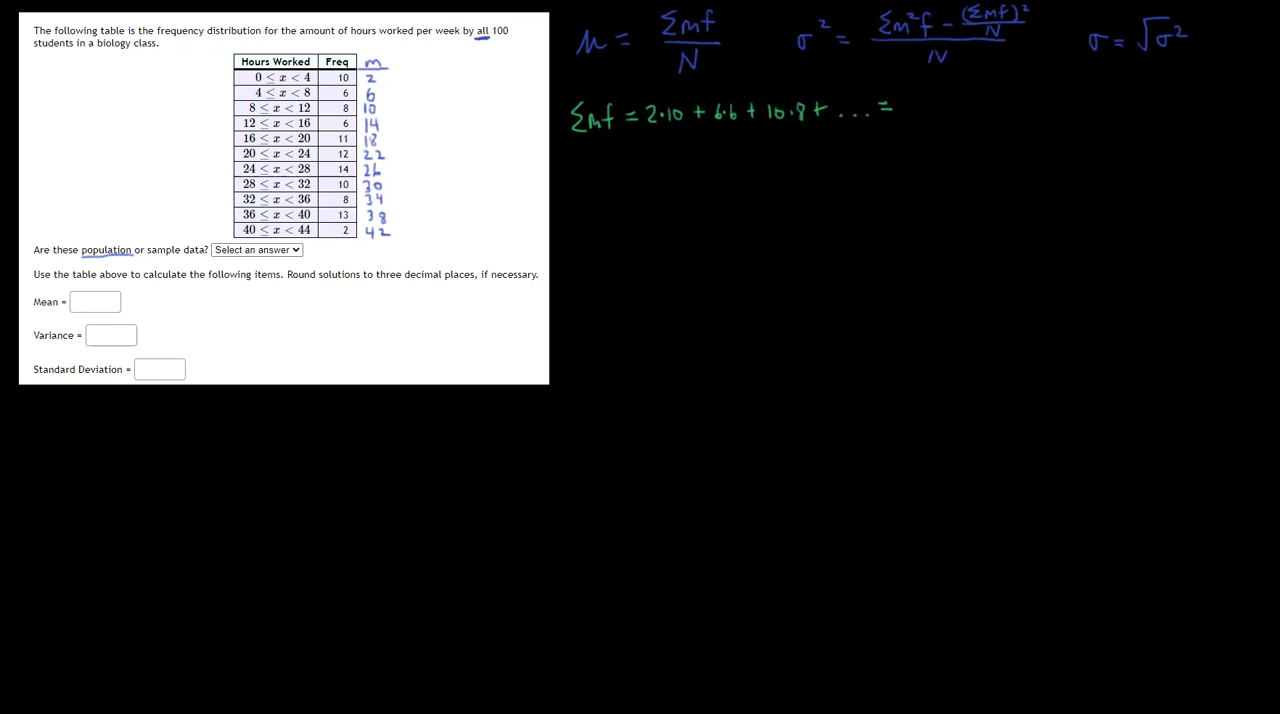 The following table is the frequency distribution for the amount of hours worked per week by all 100
students in a biology class.
Hours Worked Freq m
0 ≤ x < 4 10 2
4 ≤ x < 8 6 6
8 ≤ x < 12 8 10
12 ≤ x < 16 6 14
16 ≤ x < 20 11 18
20 ≤ x < 24 12 22
24 ≤ x < 28 14 26
28 ≤ x < 32 10 30
32 ≤ x < 36 8 34
36 ≤ x < 40 13 38
40 ≤ x < 44 2 42
Are these population or sample data? Select an answer
Use the table above to calculate the following items. Round solutions to three decimal places, if necessary.
Mean =
Variance =
Standard Deviation =
μ = Σmf / N
σ² = (Σm²f - (Σmf)²/N) / N
σ = √σ²
Σmf = 2·10 + 6·6 + 10·8 + ... =